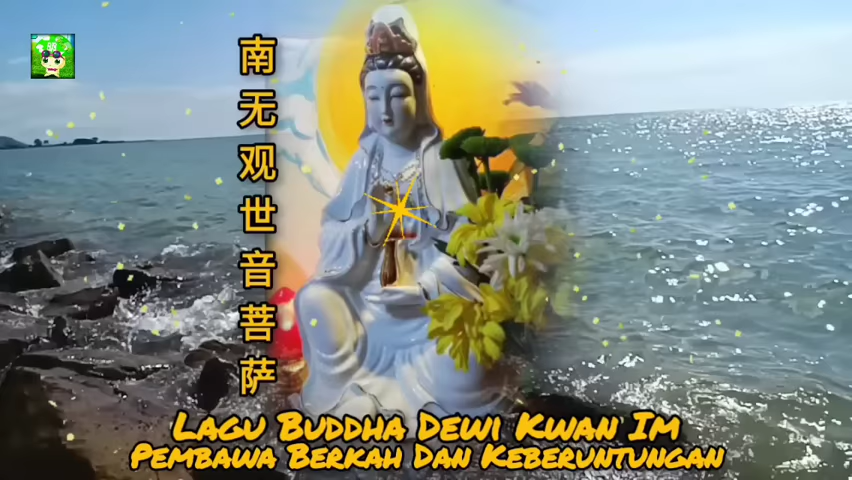 南无观世音菩萨
Lagu Buddha Dewi Kwan Im
Pembawa Berkah Dan Keberuntungan